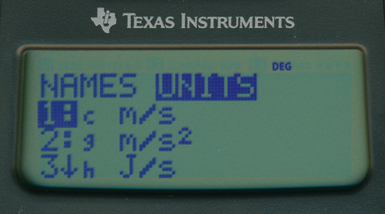 TEXAS INSTRUMENTS
DEG
NAMES UNITS
1:c m/s
2:g m/s²
3↓h J/s